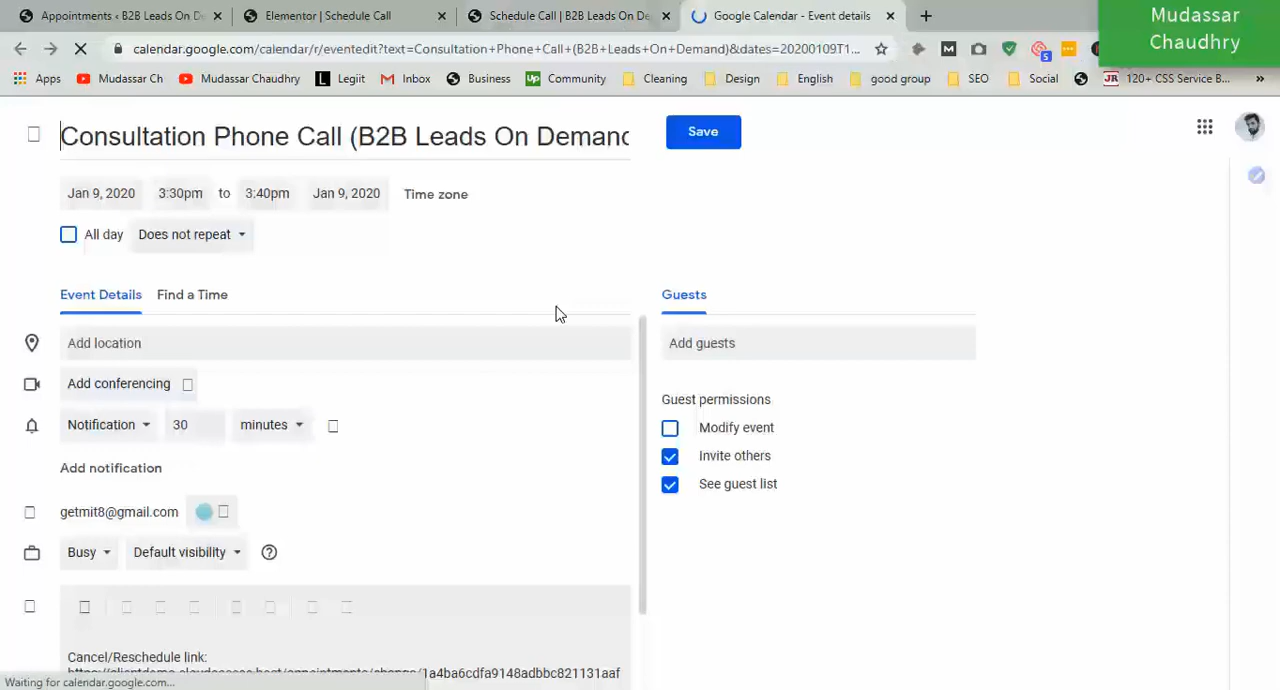 Appointments ‹ B2B Leads On D
Elementor | Schedule Call
Schedule Call | B2B Leads On De
Google Calendar - Event details
Mudassar
Chaudhry
calendar.google.com/calendar/r/eventedit?text=Consultation+Phone+Call+(B2B+Leads+On+Demand)&dates=20200109T1...
Apps
Mudassar Ch
Mudassar Chaudhry
Legiit
Inbox
Business
Community
Cleaning
Design
English
good group
SEO
Social
120+ CSS Service B...
Consultation Phone Call (B2B Leads On Demand
Save
Jan 9, 2020 3:30pm to 3:40pm Jan 9, 2020 Time zone
All day Does not repeat
Event Details Find a Time
Guests
Add location
Add guests
Add conferencing
Guest permissions
Notification 30 minutes
Modify event
Invite others
Add notification
See guest list
getmit8@gmail.com
Busy Default visibility
Cancel/Reschedule link:
Waiting for calendar.google.com...